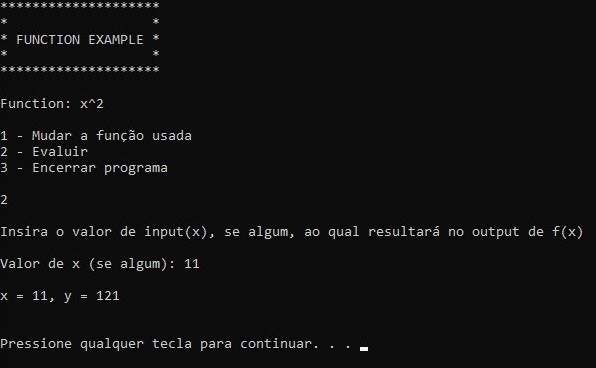 ********************
*                  *
* FUNCTION EXAMPLE *
*                  *
********************
Function: x^2
1 - Mudar a função usada
2 - Evaluir
3 - Encerrar programa
2
Insira o valor de input(x), se algum, ao qual resultará no output de f(x)
Valor de x (se algum): 11
x = 11, y = 121
Pressione qualquer tecla para continuar. . .